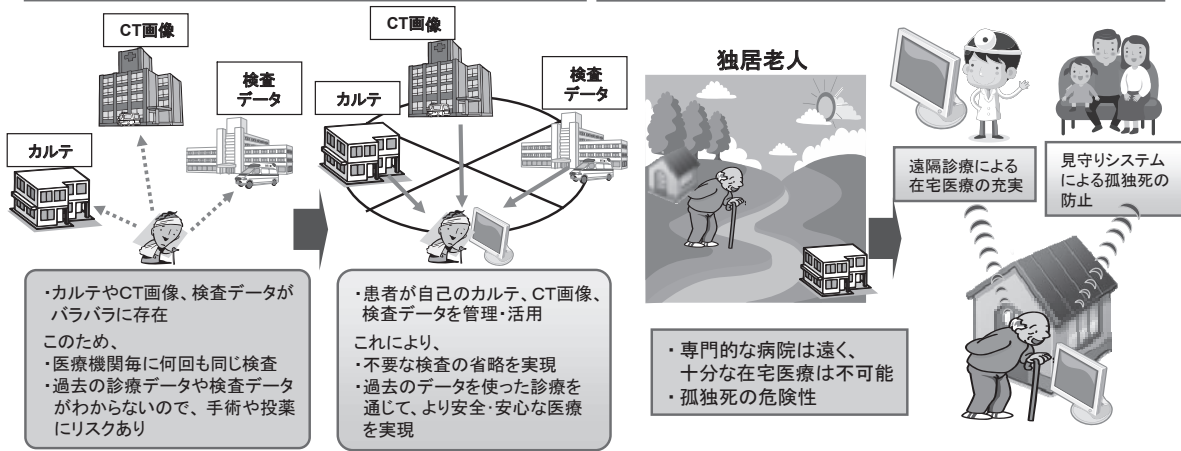 CT画像
検査
データ
カルテ
・カルテやCT画像、検査データが
バラバラに存在
このため、
・医療機関毎に何回も同じ検査
・過去の診療データや検査データ
がわからないので、手術や投薬
にリスクあり
CT画像
検査
データ
カルテ
・患者が自己のカルテ、CT画像、
検査データを管理・活用
これにより、
・不要な検査の省略を実現
・過去のデータを使った診療を
通じて、より安全・安心な医療
を実現
独居老人
・専門的な病院は遠く、
十分な在宅医療は不可能
・孤独死の危険性
遠隔診療による
在宅医療の充実
見守りシステム
による孤独死の
防止